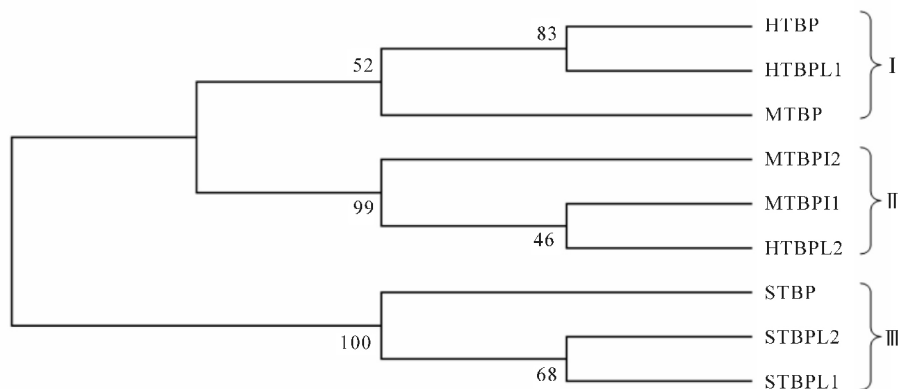 HTBP
83
HTBPL1
52
Ⅰ
MTBP
MTBPI2
MTBPI1
Ⅱ
99
46
HTBPL2
STBP
STBPL2
Ⅲ
100
68
STBPL1